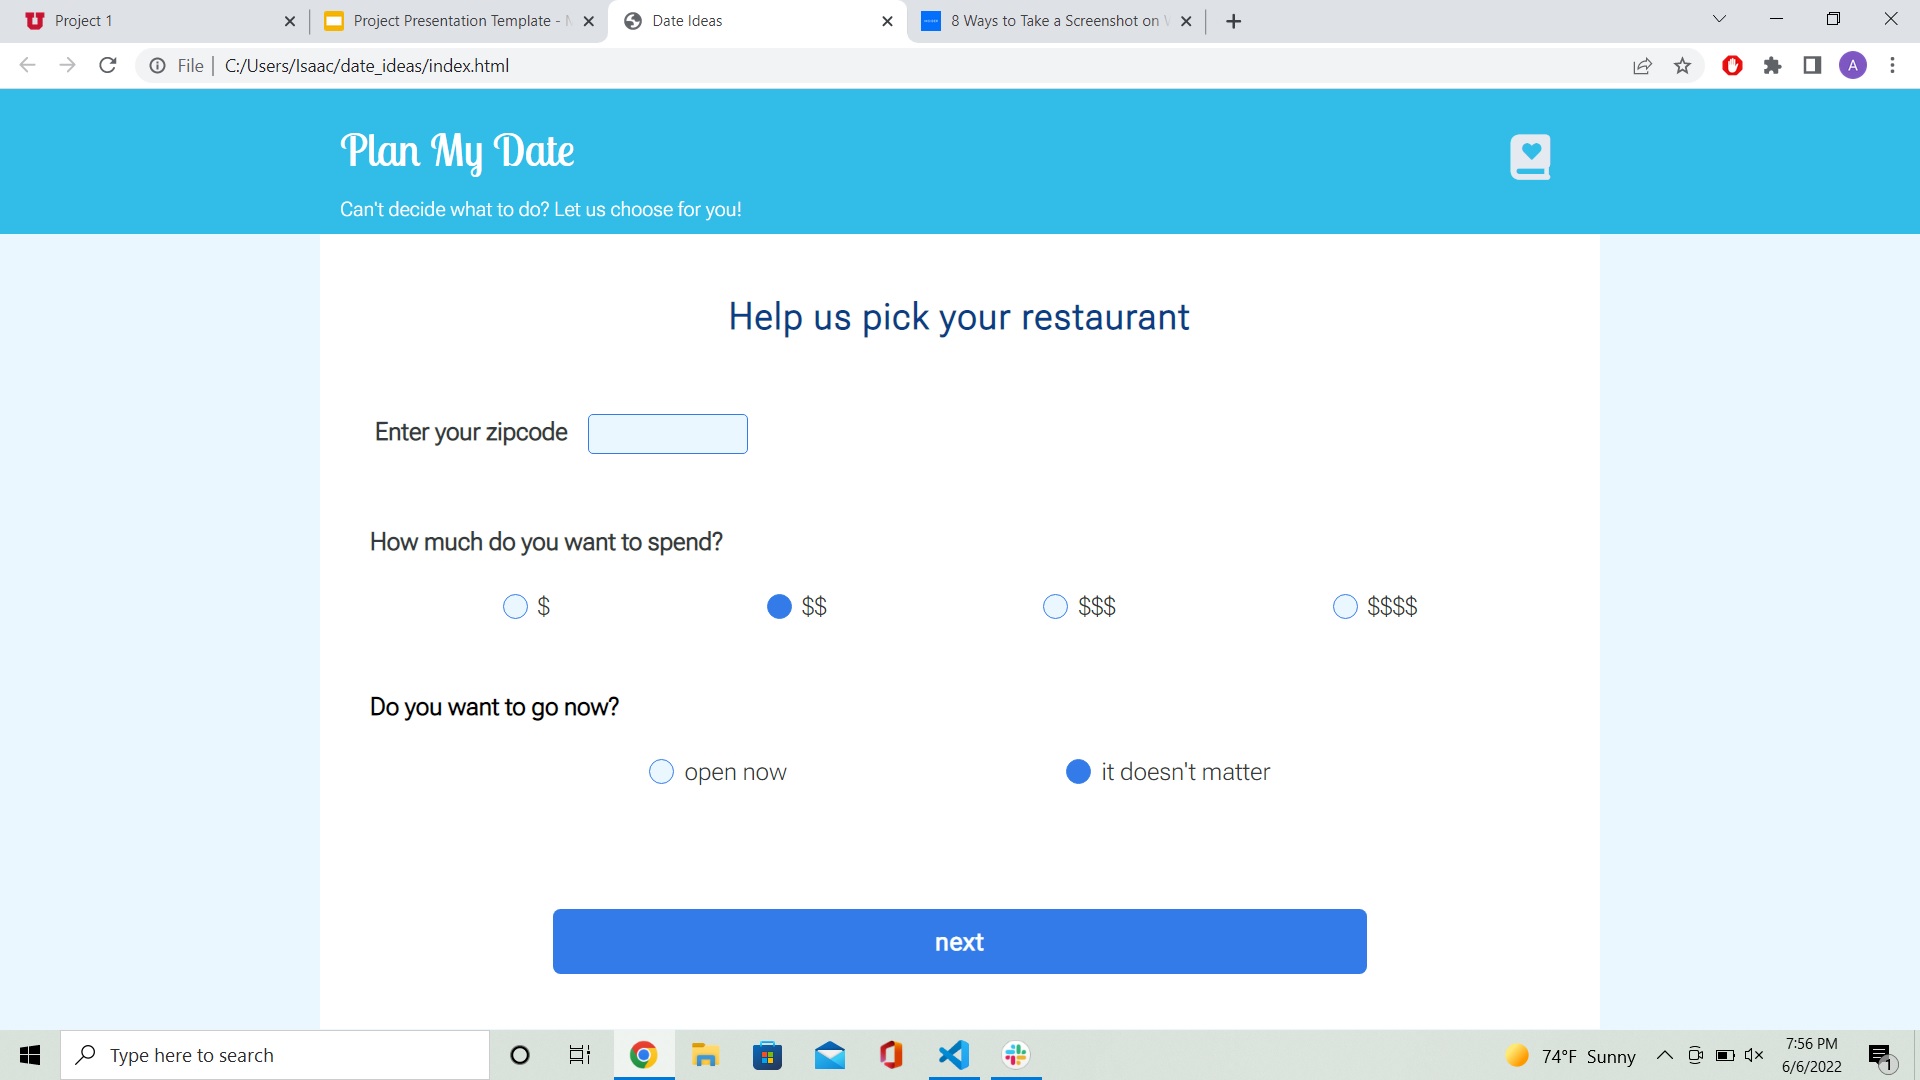 Project 1
Project Presentation Template -
Date Ideas
8 Ways to Take a Screenshot on
File
C:/Users/Isaac/date_ideas/index.html
A
Plan My Date
Can't decide what to do? Let us choose for you!
Help us pick your restaurant
Enter your zipcode
How much do you want to spend?
$ $$ $$$ $$$$
Do you want to go now?
open now it doesn't matter
next
Type here to search
74°F Sunny
7:56 PM
6/6/2022
1